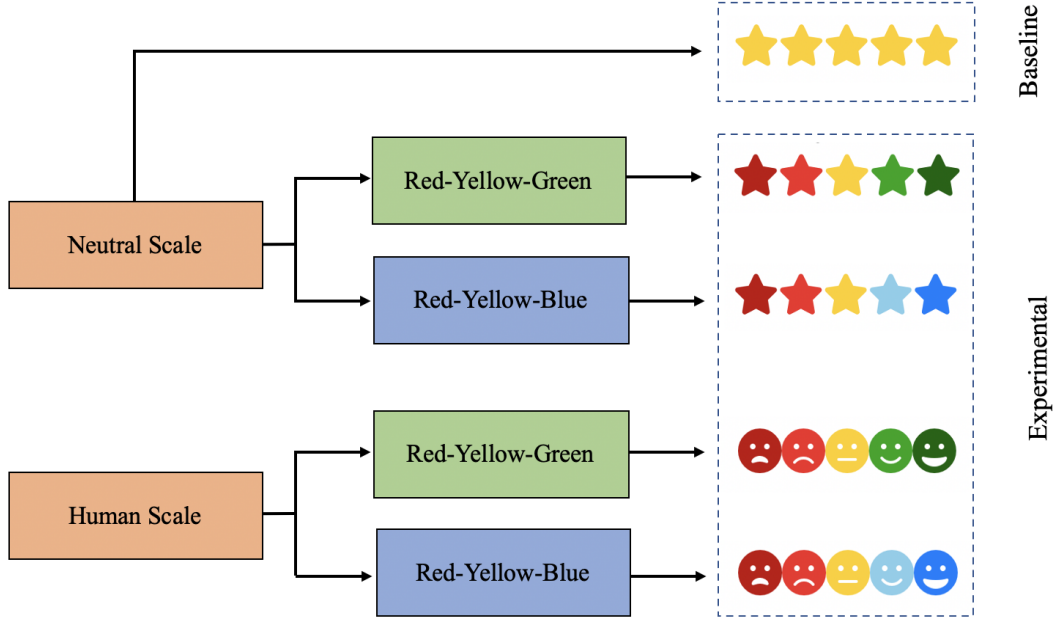 Baseline
Red-Yellow-Green
Neutral Scale
Red-Yellow-Blue
Experimental
Red-Yellow-Green
Human Scale
Red-Yellow-Blue